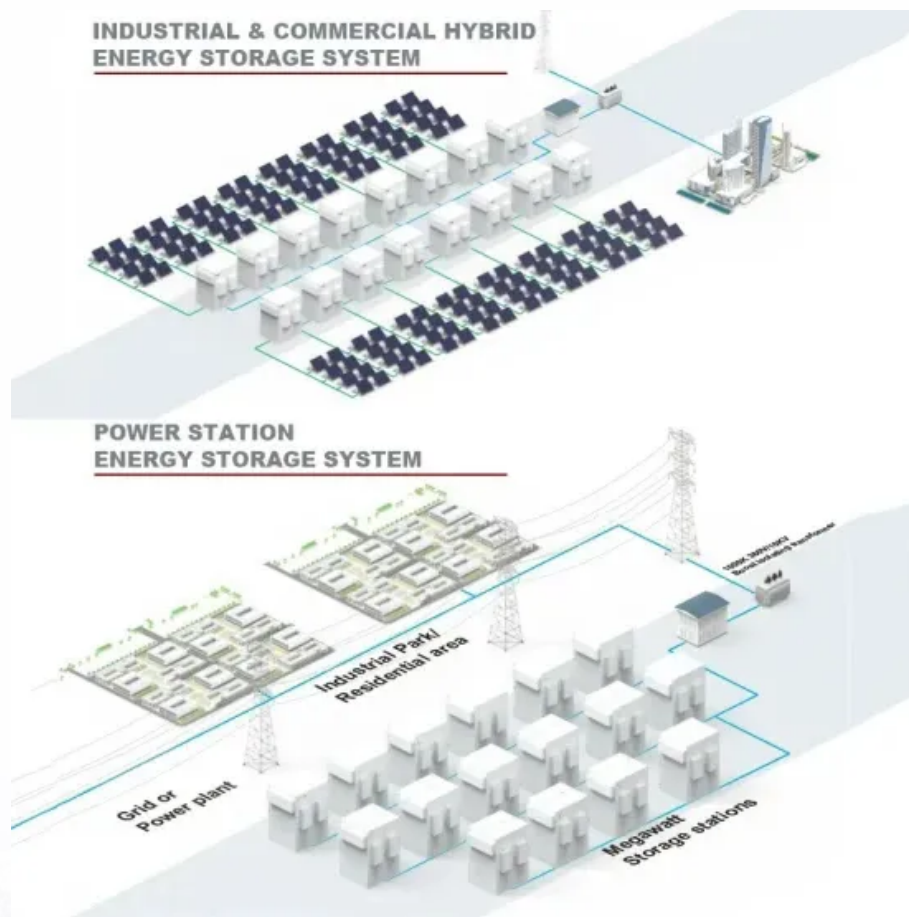 INDUSTRIAL & COMMERCIAL HYBRID
ENERGY STORAGE SYSTEM
POWER STATION
ENERGY STORAGE SYSTEM
Industrial Park/
Residential area
Grid or
Power plant
Megawatt
Storage stations